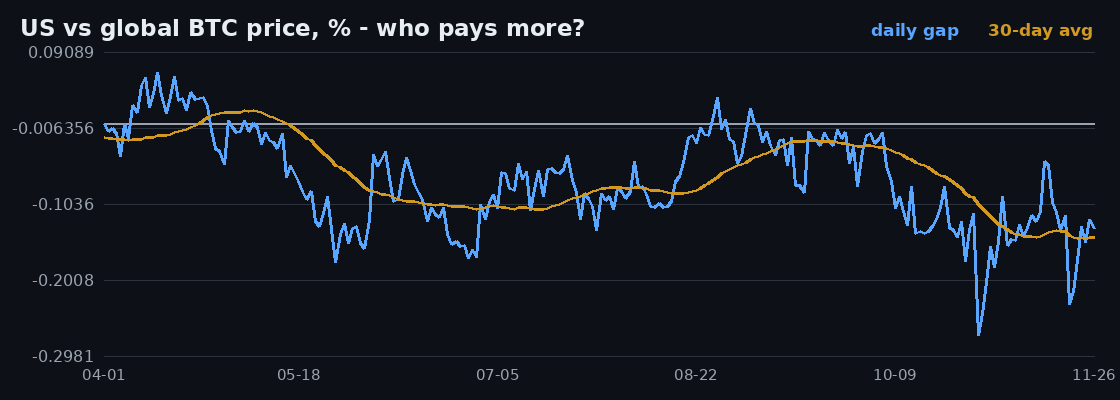 US vs global BTC price, % - who pays more?
daily gap 30-day avg
0.09089
-0.006356
-0.1036
-0.2008
-0.2981
04-01 05-18 07-05 08-22 10-09 11-26